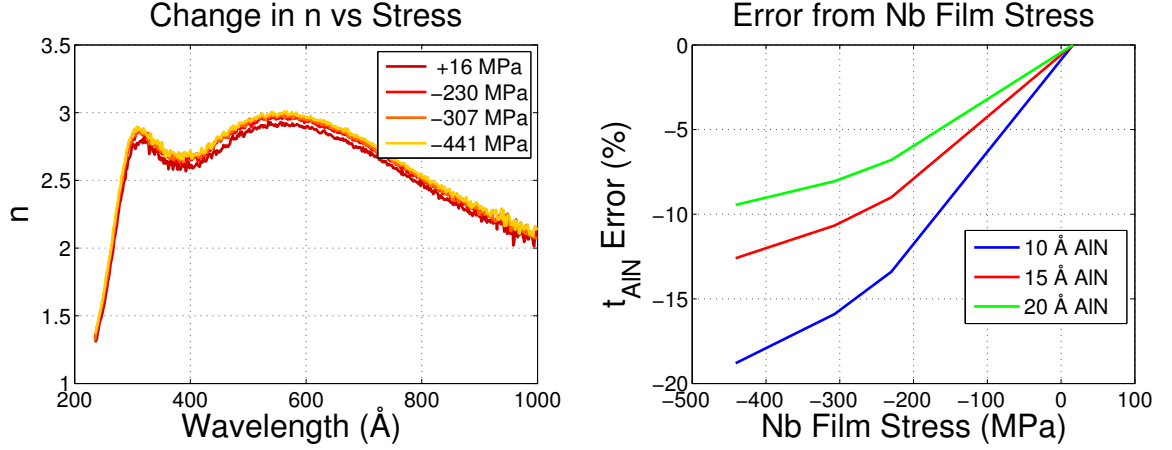 Change in n vs Stress
3.5
3
2.5
2
1.5
1
n
+16 MPa
−230 MPa
−307 MPa
−441 MPa
200
400
600
800
1000
Wavelength (Å)
Error from Nb Film Stress
0
−5
−10
−15
−20
tAlN Error (%)
10 Å AlN
15 Å AlN
20 Å AlN
−500
−400
−300
−200
−100
0
100
Nb Film Stress (MPa)